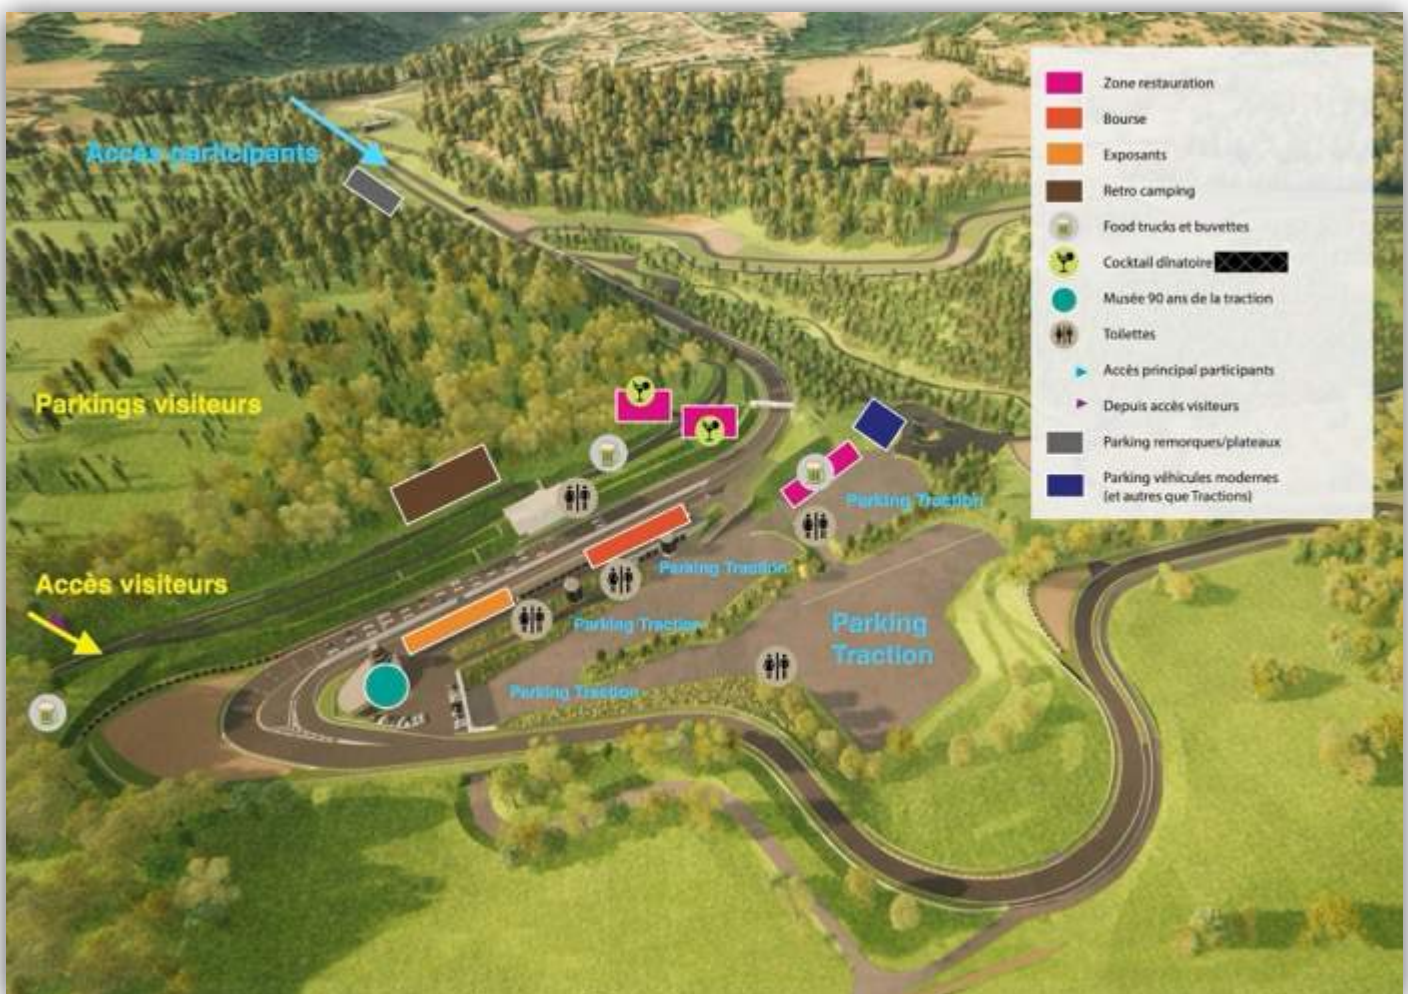 Zone restauration
Bourse
Exposants
Retro camping
Food trucks et buvettes
Cocktail dînatoire
Musée 90 ans de la traction
Toilettes
Accès principal participants
Depuis accès visiteurs
Parking remorques/plateaux
Parking véhicules modernes
(et autres que Tractions)
Accès participants
Parkings visiteurs
Parking Traction
Parking Traction
Accès visiteurs
Parking Traction
Parking
Traction
Parking Traction